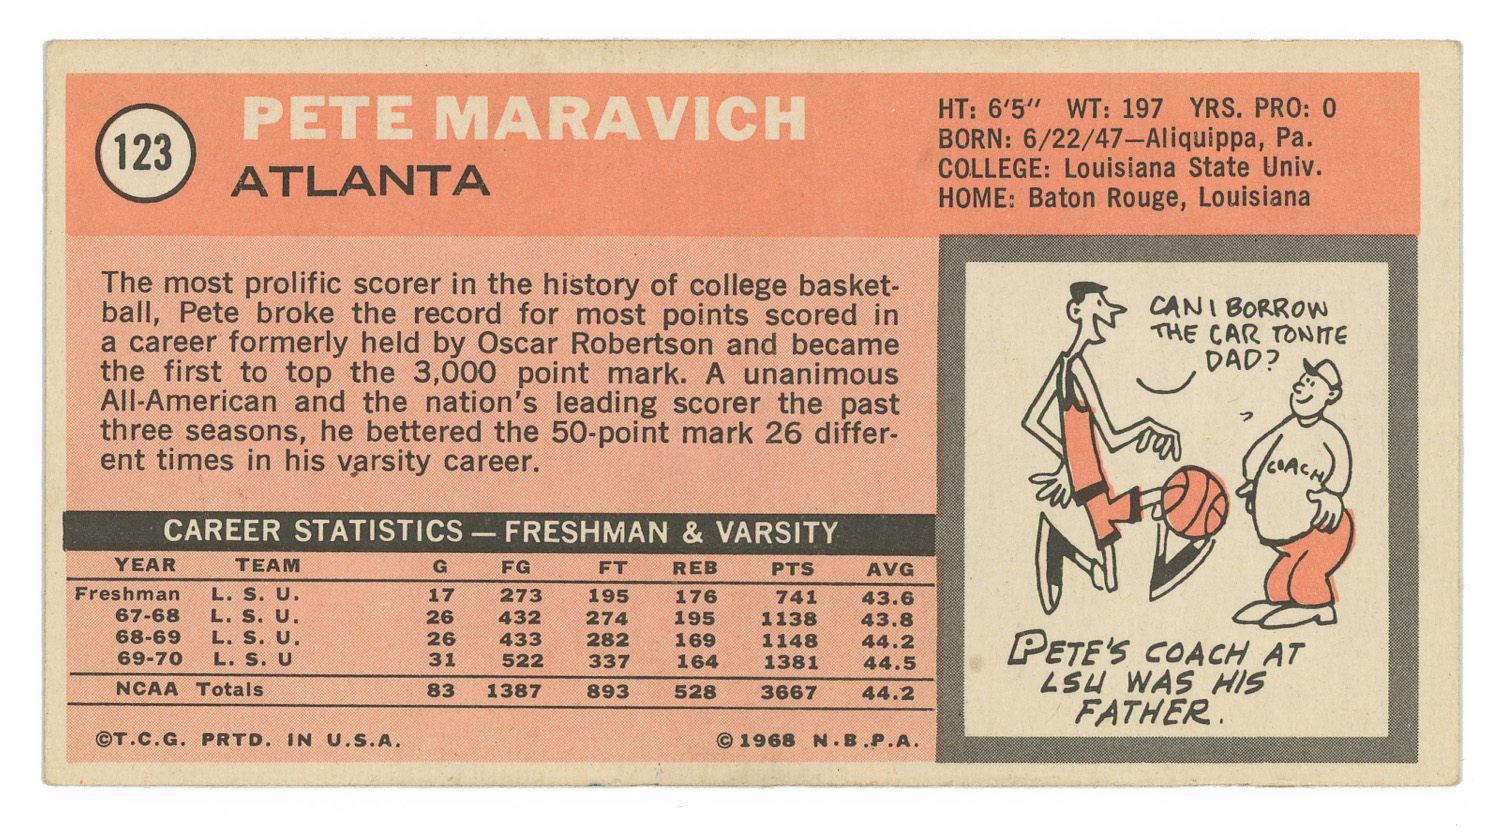 123
PETE MARAVICH
ATLANTA
HT: 6'5" WT: 197 YRS. PRO: 0
BORN: 6/22/47—Aliquippa, Pa.
COLLEGE: Louisiana State Univ.
HOME: Baton Rouge, Louisiana
The most prolific scorer in the history of college basket-
ball, Pete broke the record for most points scored in
a career formerly held by Oscar Robertson and became
the first to top the 3,000 point mark. A unanimous
All-American and the nation's leading scorer the past
three seasons, he bettered the 50-point mark 26 differ-
ent times in his varsity career.
CAREER STATISTICS — FRESHMAN & VARSITY
YEAR TEAM G FG FT REB PTS AVG
Freshman L. S. U. 17 273 195 176 741 43.6
67-68 L. S. U. 26 432 274 195 1138 43.8
68-69 L. S. U. 26 433 282 169 1148 44.2
69-70 L. S. U 31 522 337 164 1381 44.5
NCAA Totals 83 1387 893 528 3667 44.2
©T.C.G. PRTD. IN U.S.A. © 1968 N.B.P.A.
CAN I BORROW
THE CAR TONITE
DAD?
COACH
PETE'S COACH AT
LSU WAS HIS
FATHER.